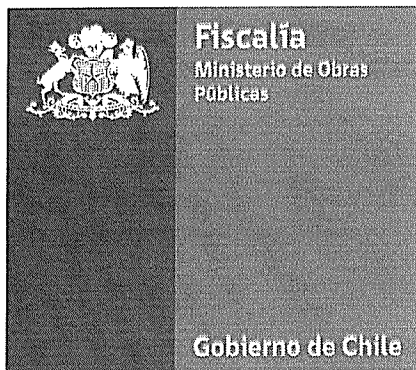 Fiscalía
Ministerio de Obras
Públicas
Gobierno de Chile